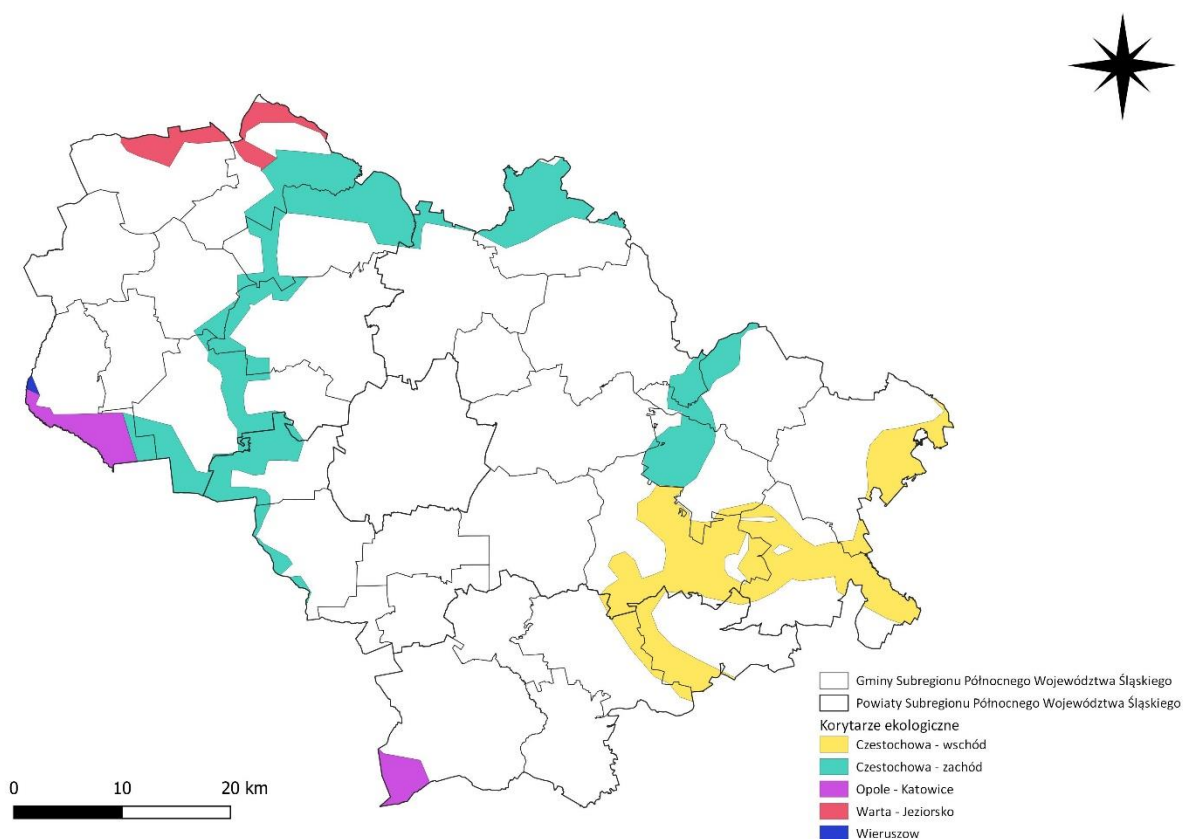 Gminy Subregionu Północnego Województwa Śląskiego
Powiaty Subregionu Północnego Województwa Śląskiego
Korytarze ekologiczne
Czestochowa - wschód
Czestochowa - zachód
Opole - Katowice
Warta - Jeziorsko
Wieruszow
0 10 20 km